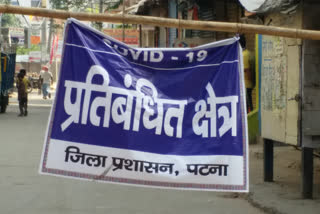 COVID - 19
प्रतिबंधित क्षेत्र
जिला प्रशासन, पटना